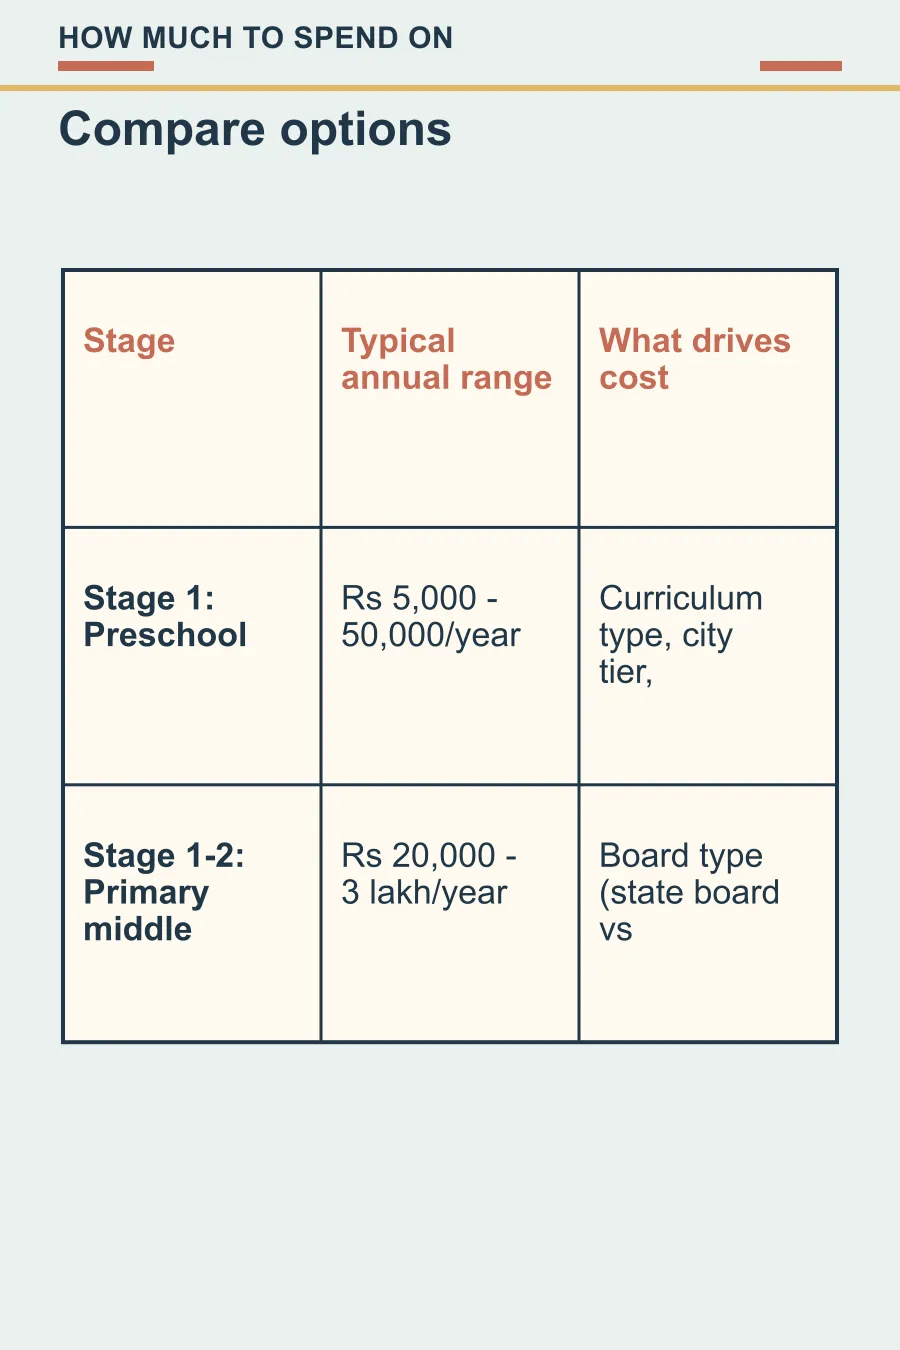 HOW MUCH TO SPEND ON
Compare options
Stage
Typical
annual range
What drives
cost
Stage 1:
Preschool
Rs 5,000 -
50,000/year
Curriculum
type, city
tier,
Stage 1-2:
Primary
middle
Rs 20,000 -
3 lakh/year
Board type
(state board
vs